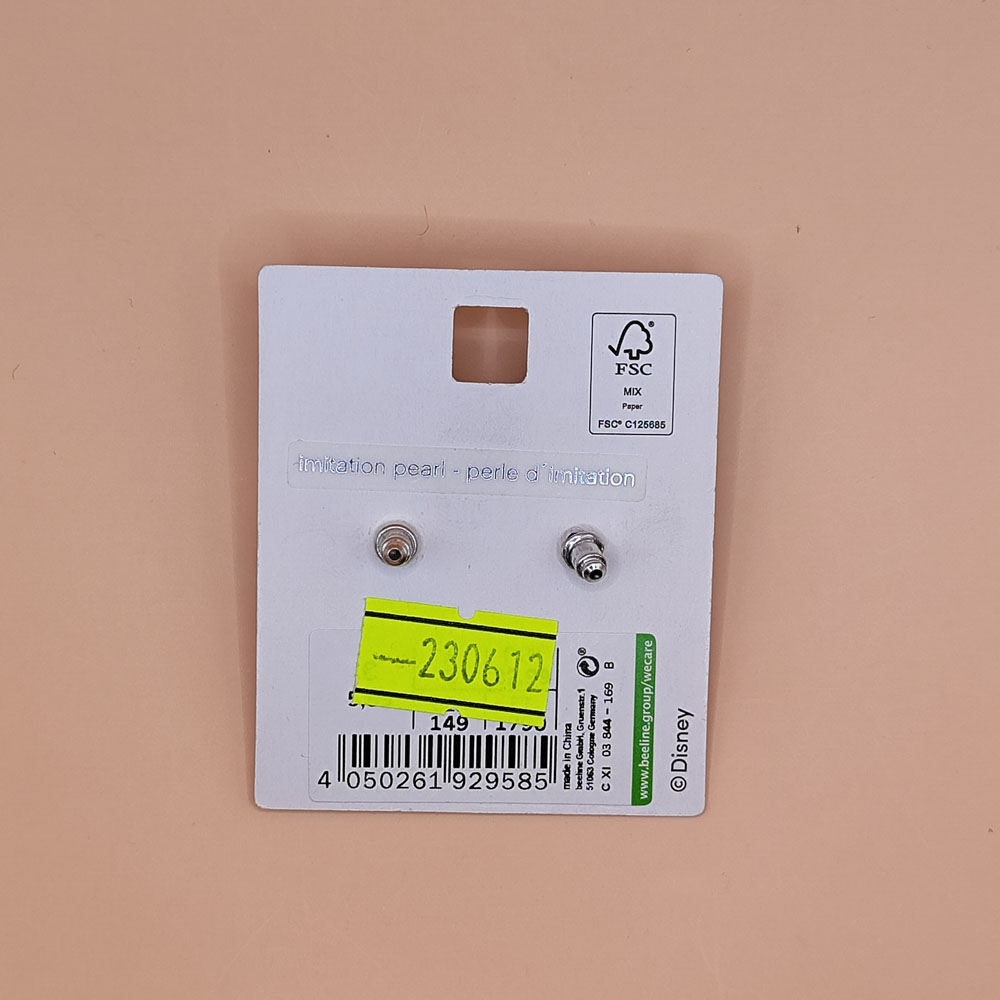 FSC®
MIX
Paper
FSC® C125685
imitation pearl - perle d'imitation
230612
149
4 050261 929585
made in China
beeline GmbH, Gruenstr.1
51063 Cologne Germany
C XI 03 844 - 169 B
www.beeline.group/wecare
©Disney